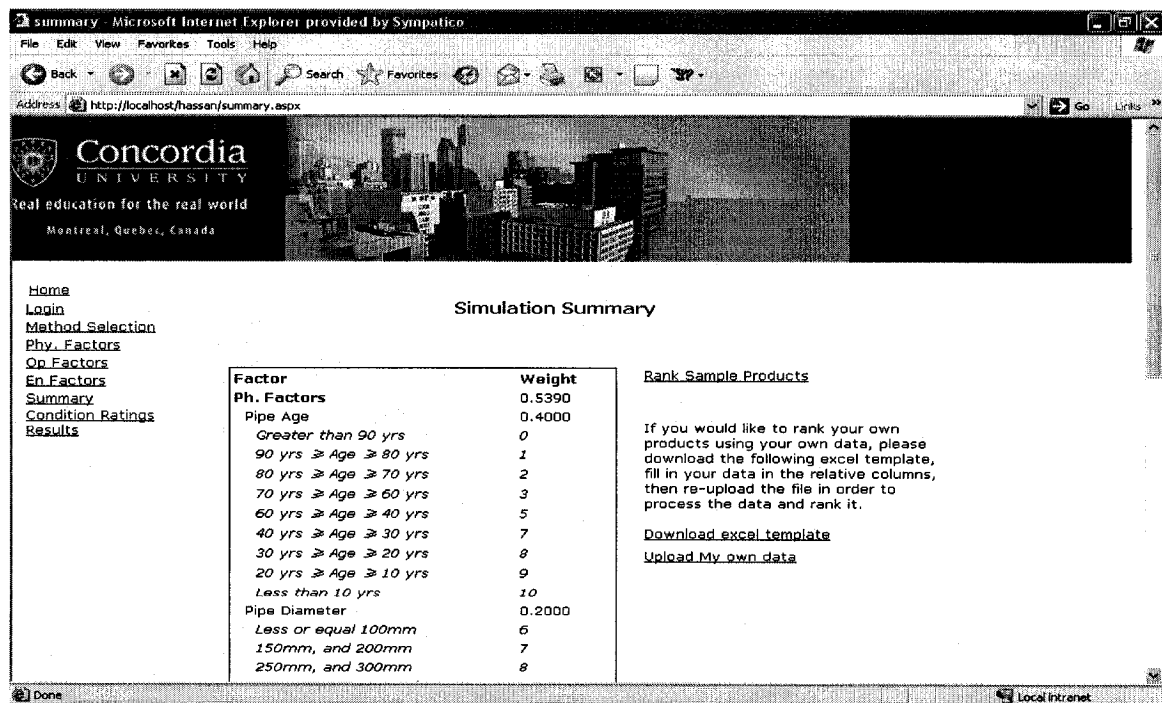 summary - Microsoft Internet Explorer provided by Sympatico
File Edit View Favorites Tools Help
Back Search Favorites
Address http://localhost/hassan/summary.aspx Go Links »
Concordia
UNIVERSITY
Real education for the real world
Montreal, Quebec, Canada
Home
Login
Method Selection
Phy. Factors
Op Factors
En Factors
Summary
Condition Ratings
Results
Simulation Summary
Factor Weight
Ph. Factors 0.5390
Pipe Age 0.4000
Greater than 90 yrs 0
90 yrs ⩾ Age ⩾ 80 yrs 1
80 yrs ⩾ Age ⩾ 70 yrs 2
70 yrs ⩾ Age ⩾ 60 yrs 3
60 yrs ⩾ Age ⩾ 40 yrs 5
40 yrs ⩾ Age ⩾ 30 yrs 7
30 yrs ⩾ Age ⩾ 20 yrs 8
20 yrs ⩾ Age ⩾ 10 yrs 9
Less than 10 yrs 10
Pipe Diameter 0.2000
Less or equal 100mm 6
150mm, and 200mm 7
250mm, and 300mm 8
Rank Sample Products
If you would like to rank your own
products using your own data, please
download the following excel template,
fill in your data in the relative columns,
then re-upload the file in order to
process the data and rank it.
Download excel template
Upload My own data
Done
Local intranet